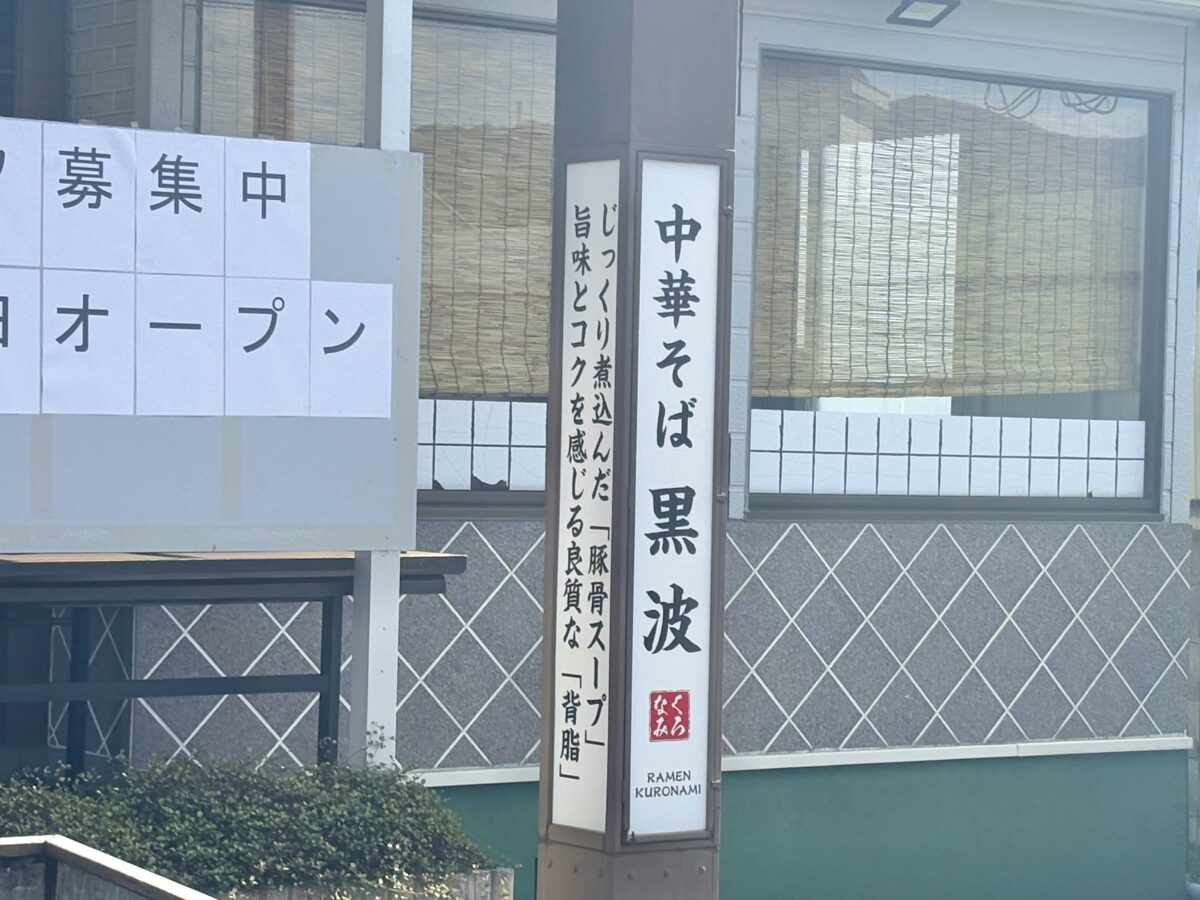 募集中
オープン
じっくり煮込んだ「豚骨スープ」
旨味とコクを感じる良質な「背脂」
中華そば 黒波
くろ
なみ
RAMEN
KURONAMI